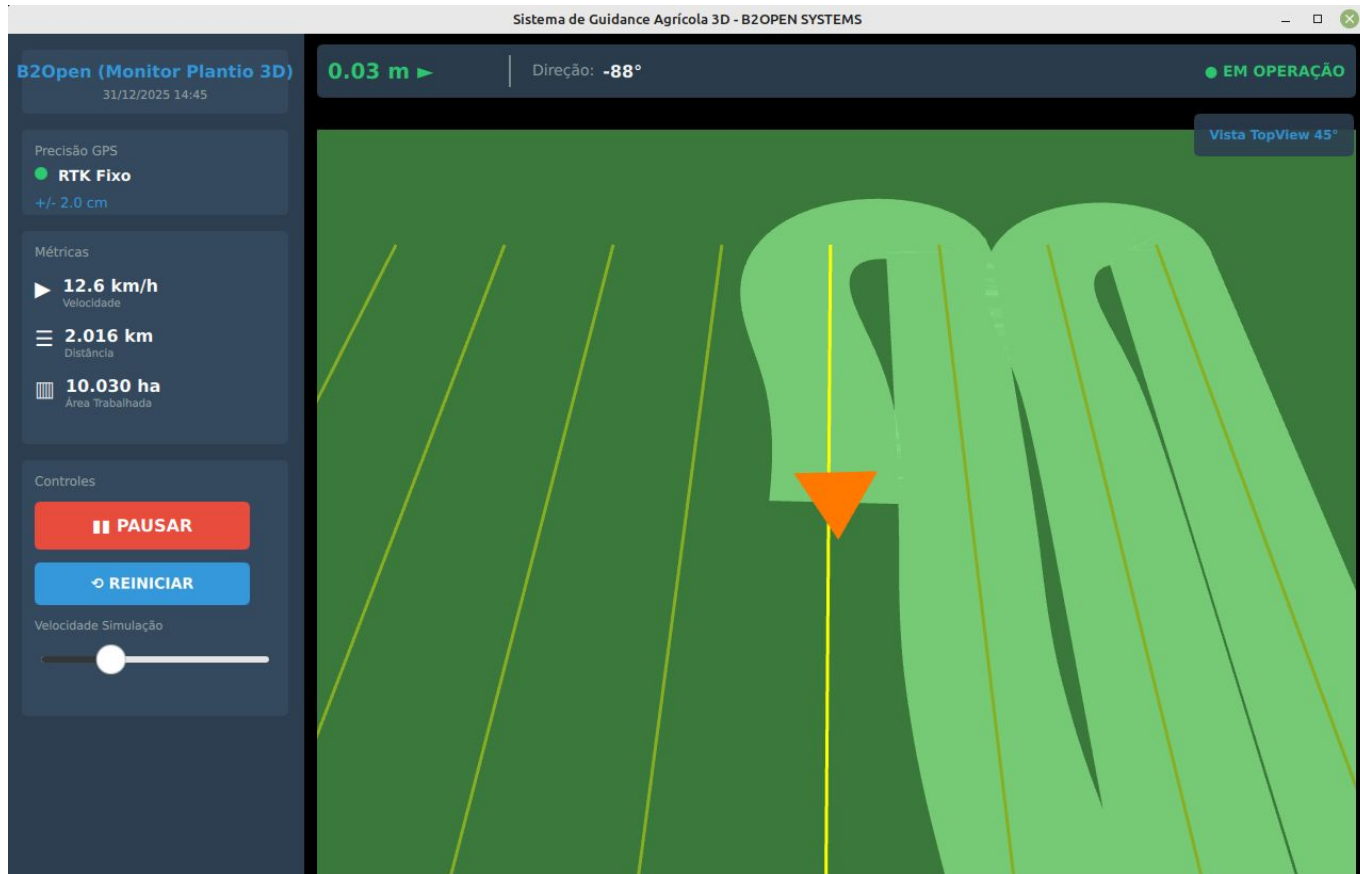 Sistema de Guidance Agrícola 3D - B2OPEN SYSTEMS
B2Open (Monitor Plantio 3D)
31/12/2025 14:45
0.03 m ►
Direção: -88°
● EM OPERAÇÃO
Vista TopView 45°
Precisão GPS
RTK Fixo
+/- 2.0 cm
Métricas
12.6 km/h
Velocidade
2.016 km
Distância
10.030 ha
Área Trabalhada
Controles
PAUSAR
⟲ REINICIAR
Velocidade Simulação